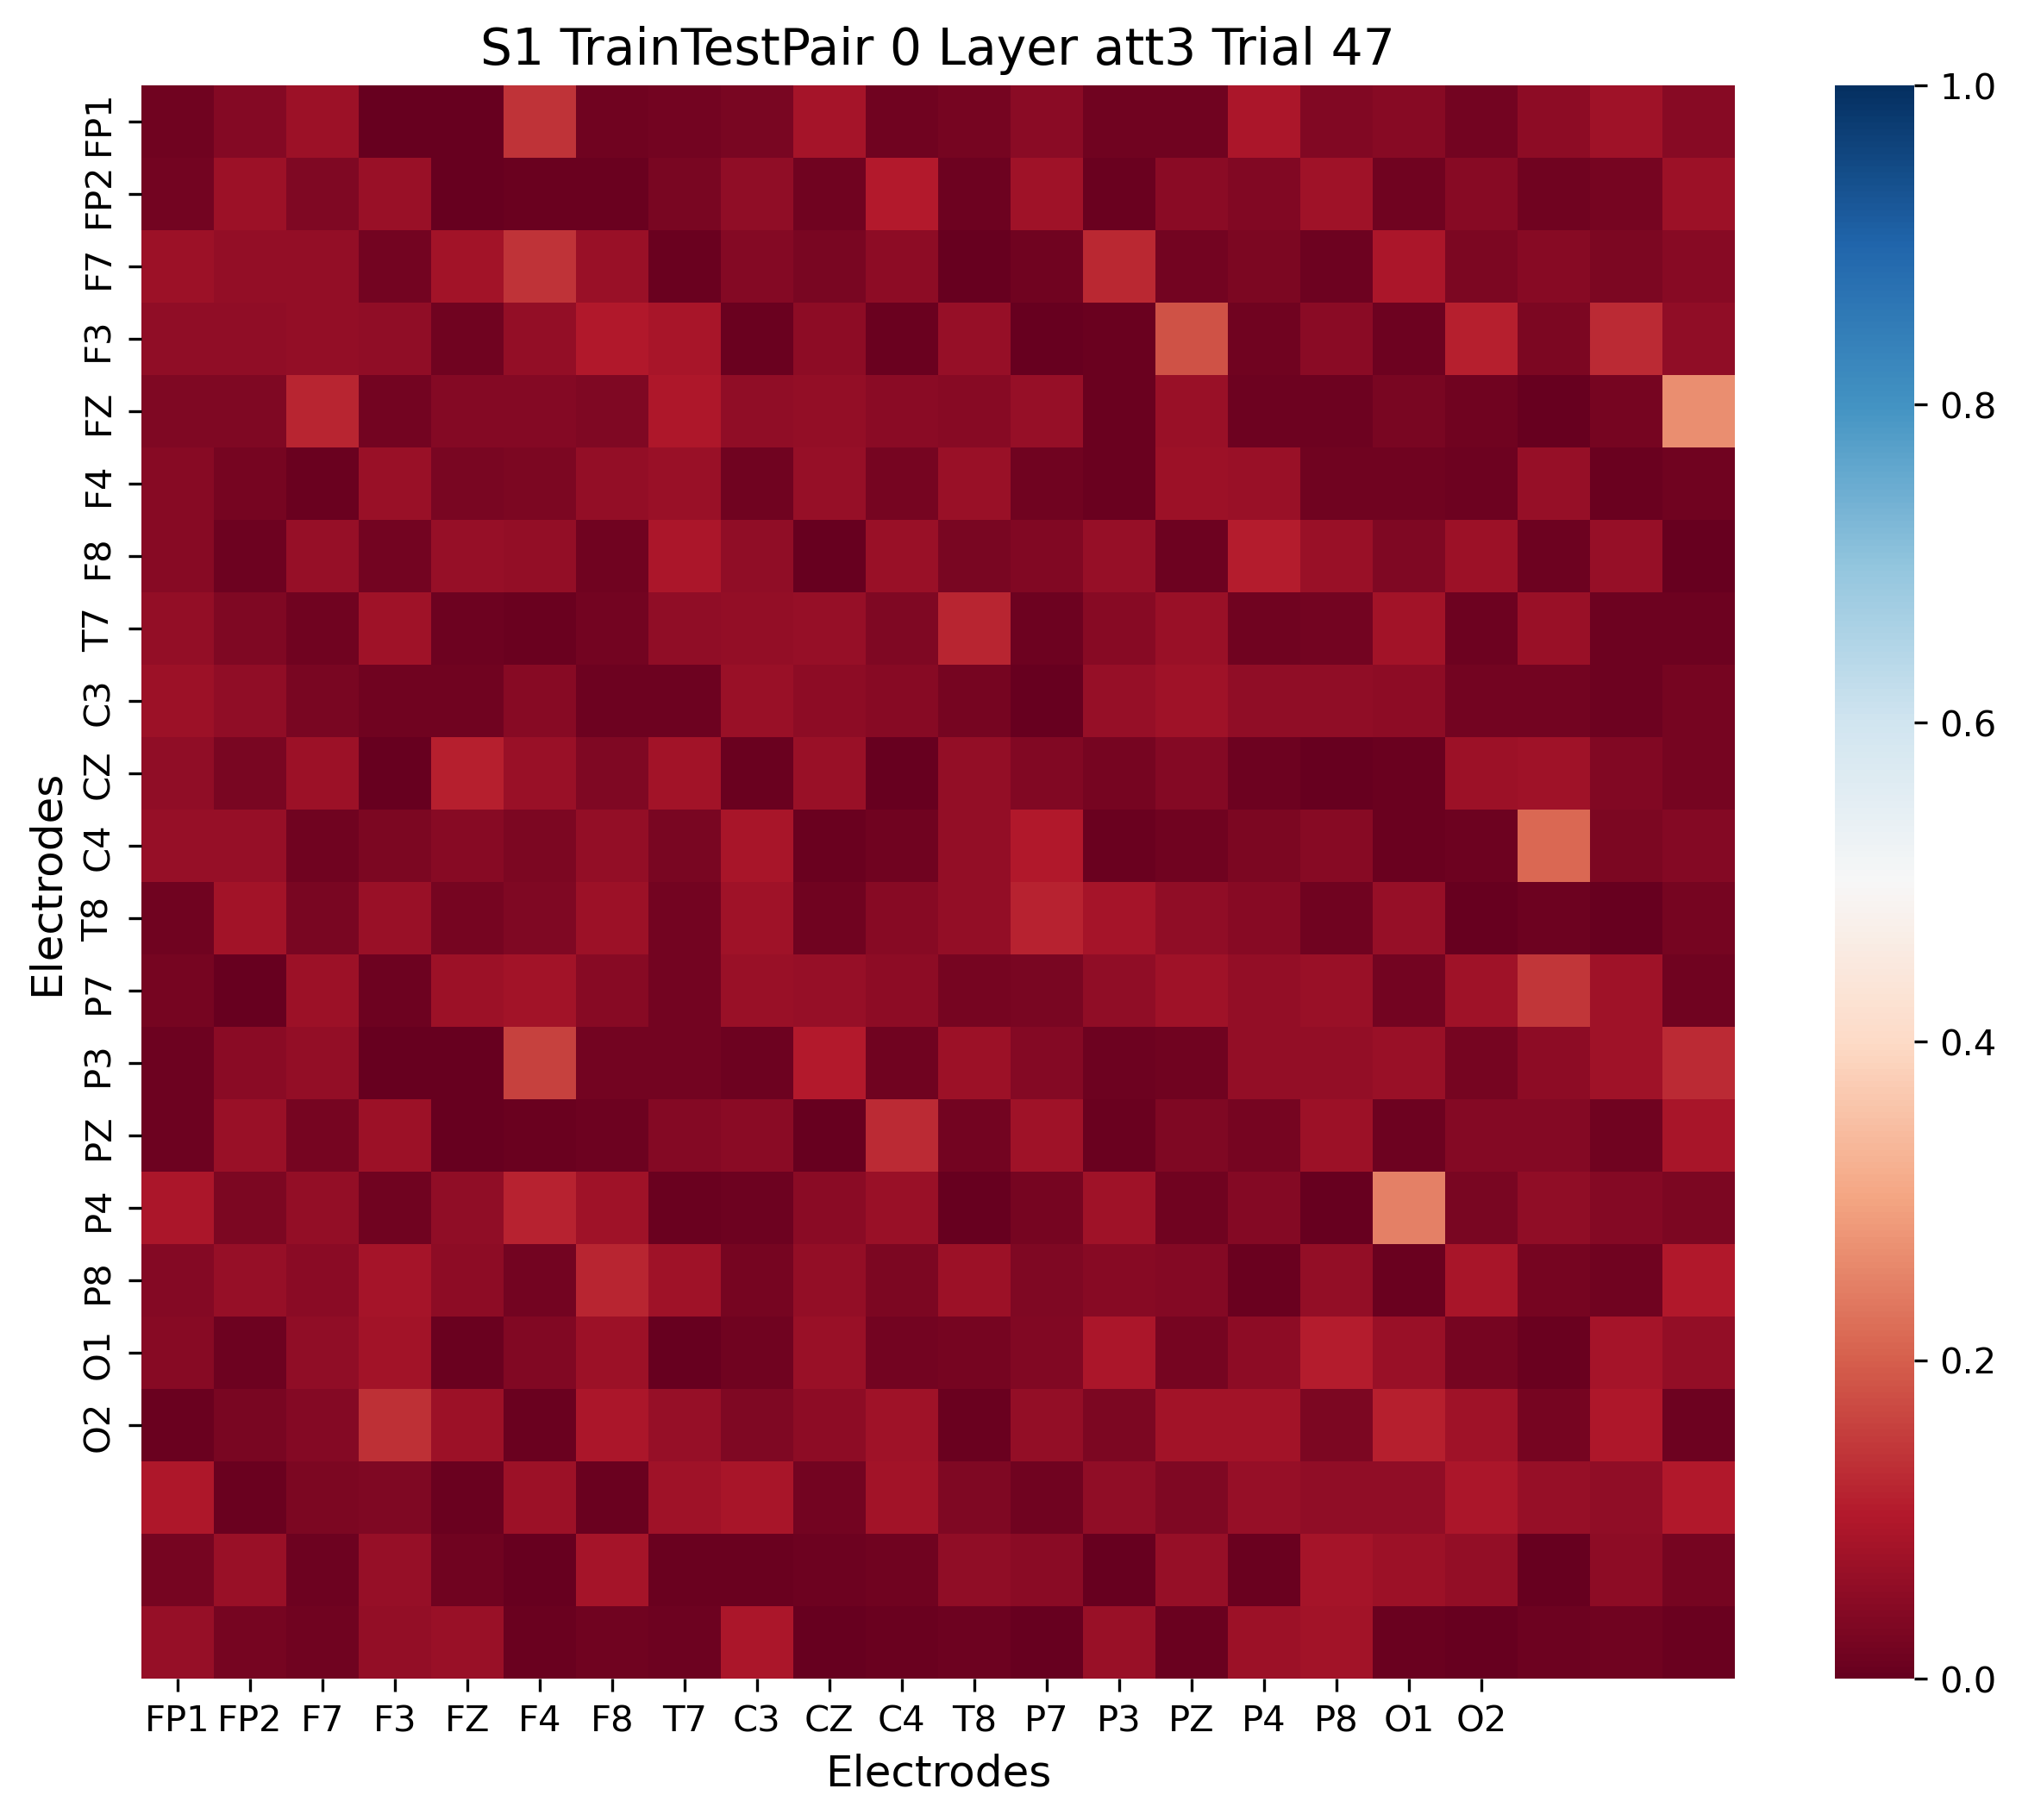 S1 TrainTestPair 0 Layer att3 Trial 47
Electrodes
FP1
FP2
F7
F3
FZ
F4
F8
T7
C3
CZ
C4
T8
P7
P3
PZ
P4
P8
O1
O2
FP1 FP2 F7 F3 FZ F4 F8 T7 C3 CZ C4 T8 P7 P3 PZ P4 P8 O1 O2
Electrodes
1.0
0.8
0.6
0.4
0.2
0.0